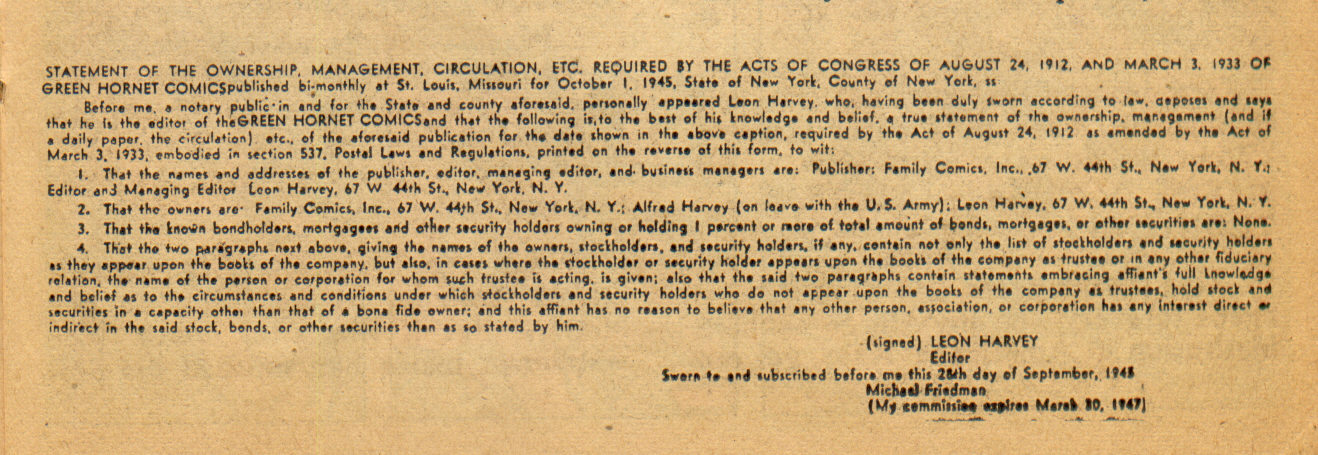 STATEMENT OF THE OWNERSHIP, MANAGEMENT, CIRCULATION, ETC. REQUIRED BY THE ACTS OF CONGRESS OF AUGUST 24, 1912, AND MARCH 3, 1933 OF
GREEN HORNET COMICSpublished bi-monthly at St. Louis, Missouri for October 1, 1945, State of New York, County of New York, ss
Before me, a notary public in and for the State and county aforesaid, personally appeared Leon Harvey, who, having been duly sworn according to law, deposes and says
that he is the editor of theGREEN HORNET COMICSand that the following is,to the best of his knowledge and belief, a true statement of the ownership, management (and if
a daily paper, the circulation) etc., of the aforesaid publication for the date shown in the above caption, required by the Act of August 24, 1912 as amended by the Act of
March 3, 1933, embodied in section 537, Postal Laws and Regulations, printed on the reverse of this form, to wit:
1. That the names and addresses of the publisher, editor, managing editor, and business managers are: Publisher: Family Comics, Inc., 67 W. 44th St., New York, N. Y.;
Editor and Managing Editor Leon Harvey, 67 W 44th St., New York, N. Y.
2. That the owners are· Family Comics, Inc., 67 W. 44th St., New York, N. Y.; Alfred Harvey (on leave with the U. S. Army); Leon Harvey, 67 W. 44th St., New York, N. Y.
3. That the known bondholders, mortgagees and other security holders owning or holding 1 percent or more of total amount of bonds, mortgages, or other securities are: None.
4. That the two paragraphs next above, giving the names of the owners, stockholders, and security holders, if any, contain not only the list of stockholders and security holders
as they appear upon the books of the company, but also, in cases where the stockholder or security holder appears upon the books of the company as trustee or in any other fiduciary
relation, the name of the person or corporation for whom such trustee is acting, is given; also that the said two paragraphs contain statements embracing affiant's full knowledge
and belief as to the circumstances and conditions under which stockholders and security holders who do not appear upon the books of the company as trustees, hold stock and
securities in a capacity other than that of a bona fide owner; and this affiant has no reason to believe that any other person, association, or corporation has any interest direct or
indirect in the said stock, bonds, or other securities than as so stated by him.
(signed) LEON HARVEY
Editor
Sworn to and subscribed before me this day of September, 1945
Michael Friedman
(My commission expires March 30, 1947)